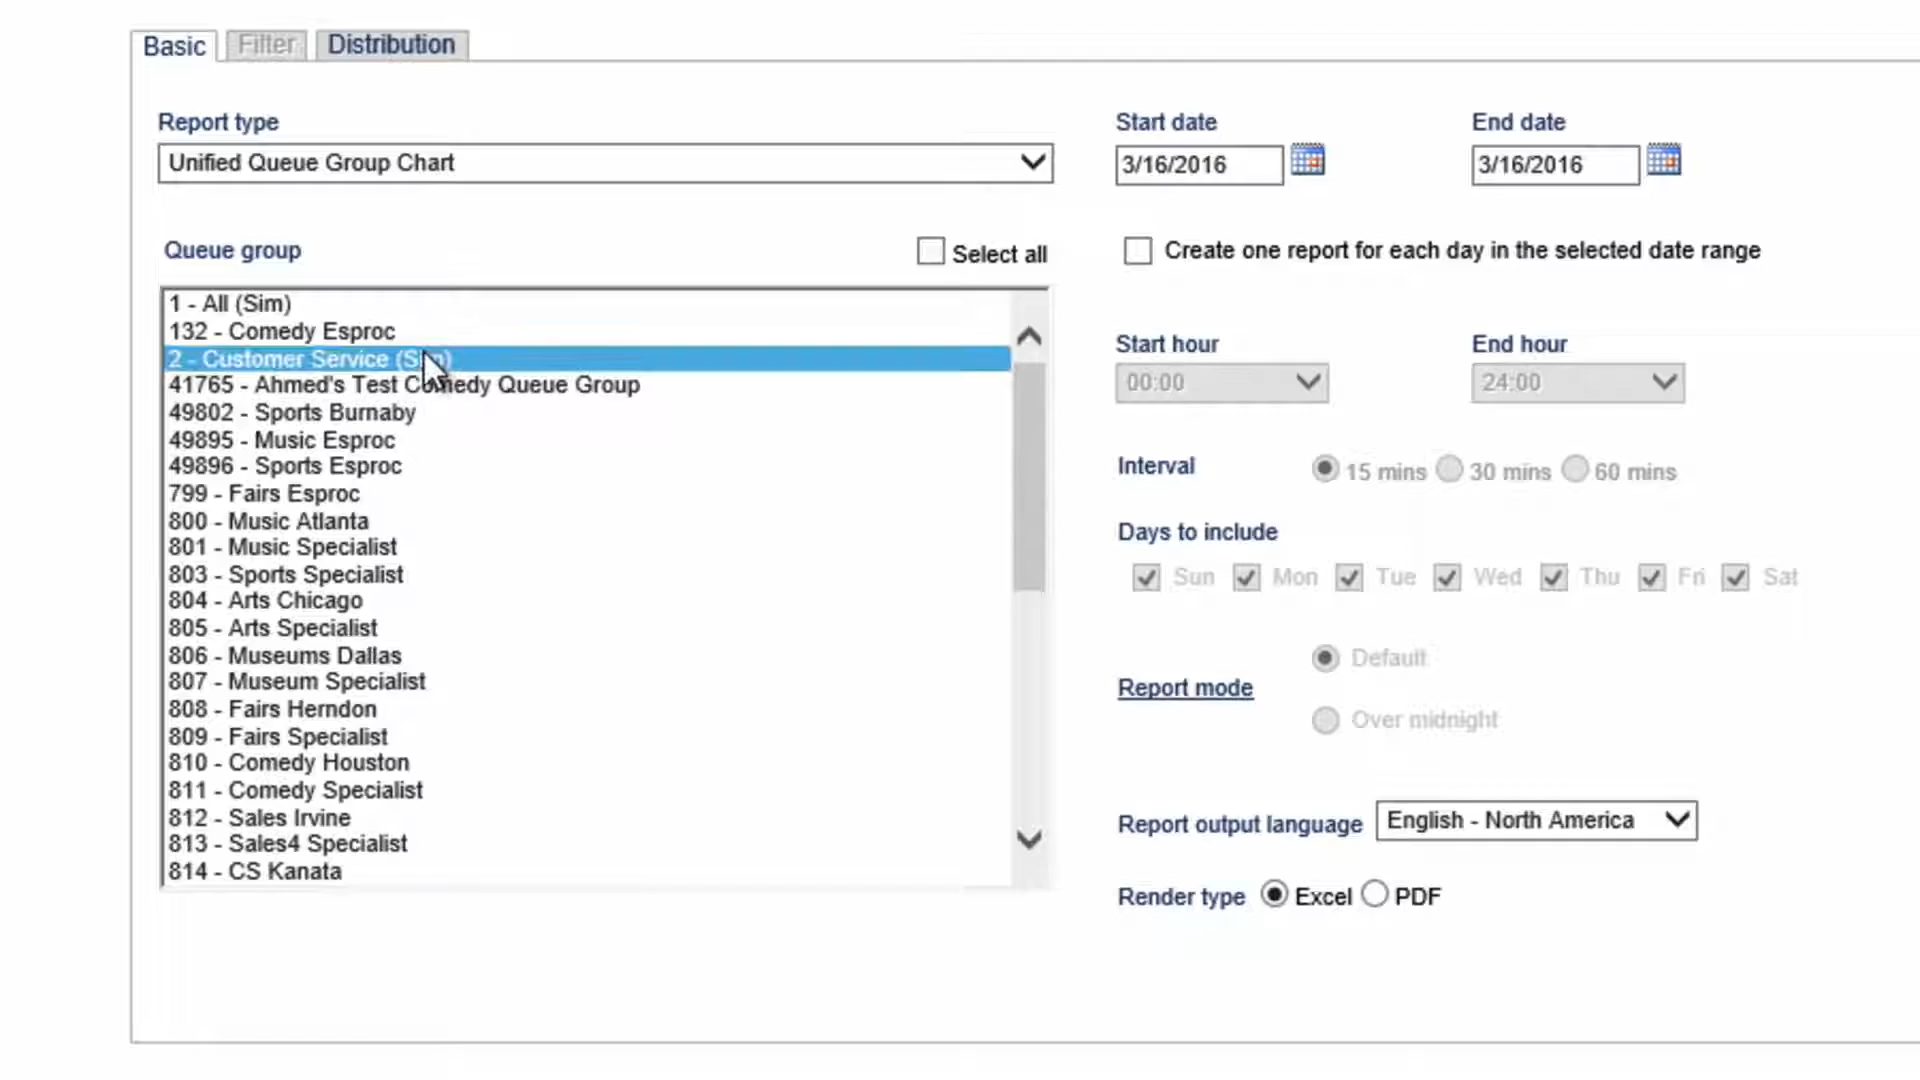 Basic Filter Distribution
Report type
Unified Queue Group Chart
Start date
3/16/2016
End date
3/16/2016
Queue group
Select all
Create one report for each day in the selected date range
1 - All (Sim)
132 - Comedy Esproc
2 - Customer Service (Sim)
41765 - Ahmed's Test Comedy Queue Group
49802 - Sports Burnaby
49895 - Music Esproc
49896 - Sports Esproc
799 - Fairs Esproc
800 - Music Atlanta
801 - Music Specialist
803 - Sports Specialist
804 - Arts Chicago
805 - Arts Specialist
806 - Museums Dallas
807 - Museum Specialist
808 - Fairs Herndon
809 - Fairs Specialist
810 - Comedy Houston
811 - Comedy Specialist
812 - Sales Irvine
813 - Sales4 Specialist
814 - CS Kanata
Start hour
00:00
End hour
24:00
Interval 15 mins 30 mins 60 mins
Days to include
Sun Mon Tue Wed Thu Fri Sat
Report mode
Default
Over midnight
Report output language English - North America
Render type Excel PDF